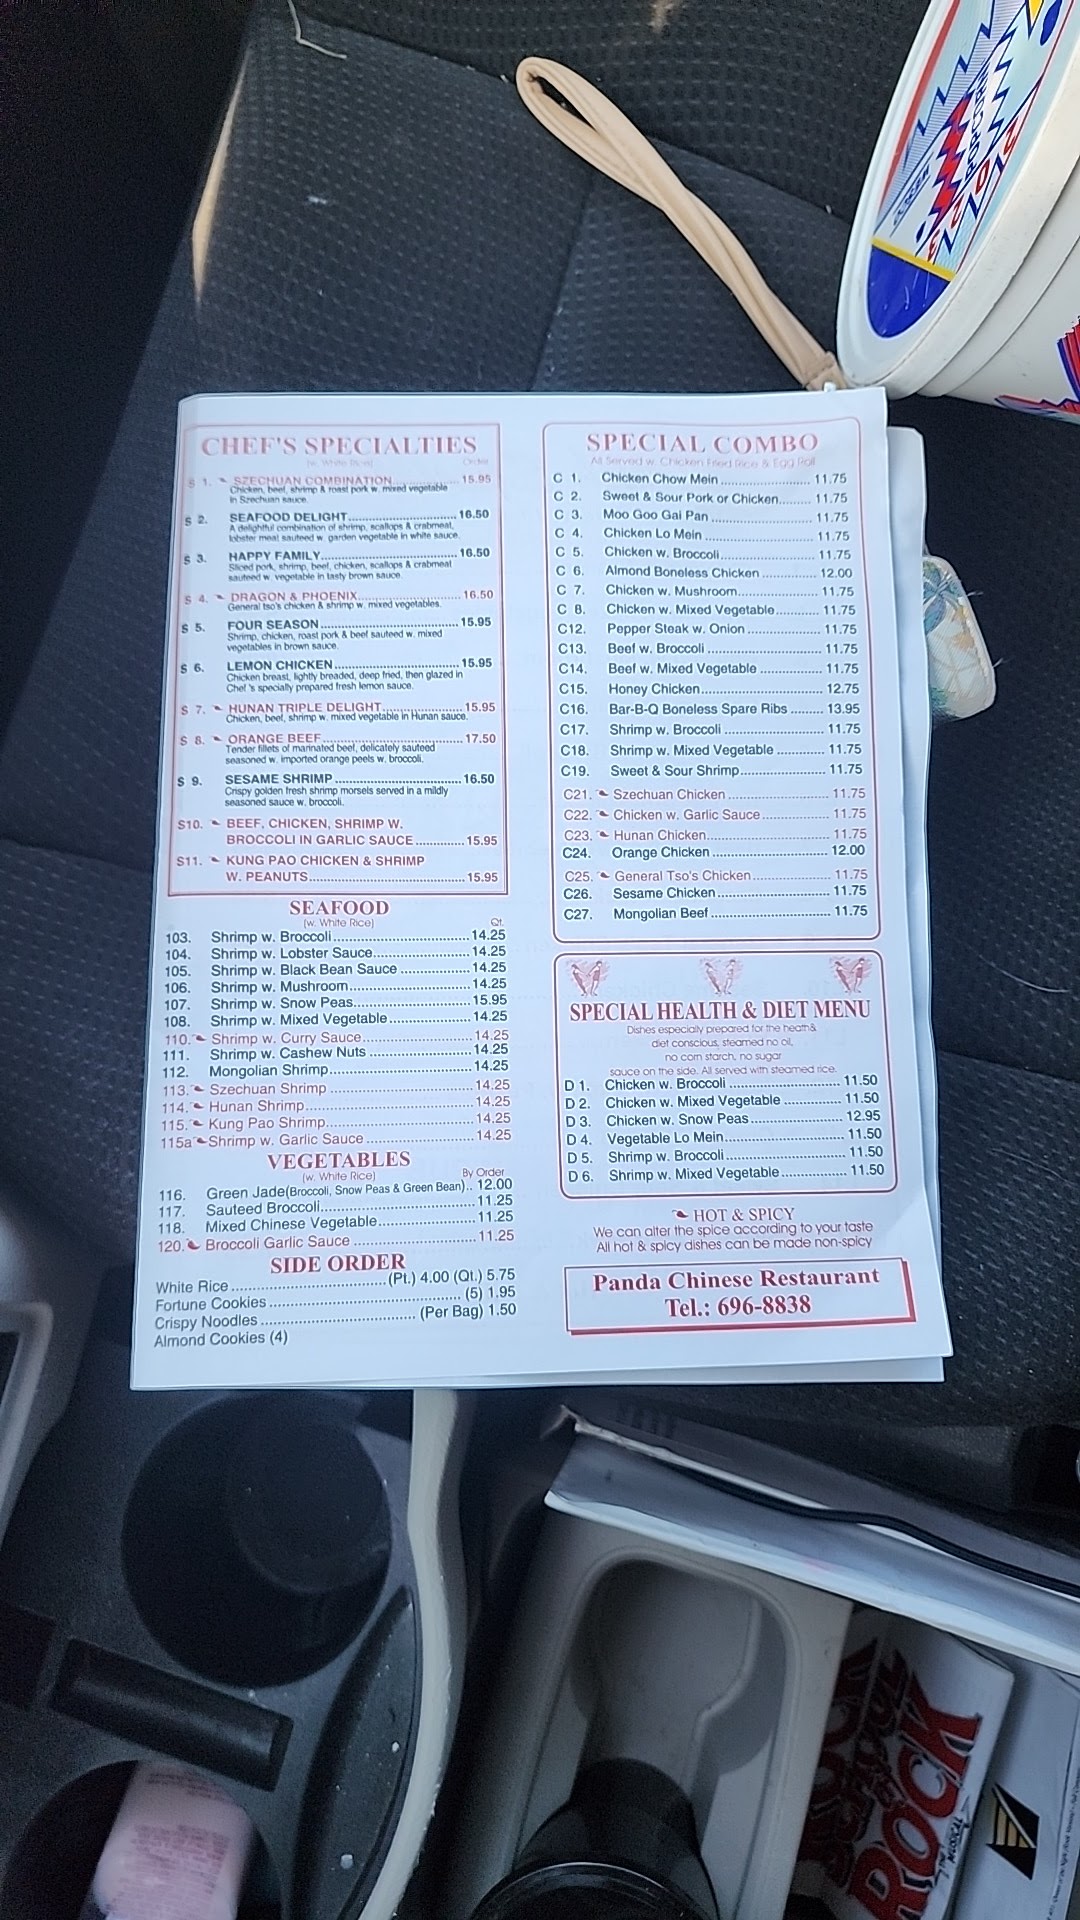 CHEF'S SPECIALTIES
(w. White Rice) Order
S 1. SZECHUAN COMBINATION 15.95
Chicken, beef, shrimp & roast pork w. mixed vegetable
in Szechuan sauce.
S 2. SEAFOOD DELIGHT 16.50
A delightful combination of shrimp, scallops & crabmeat,
lobster meat sauteed w. garden vegetable in white sauce.
S 3. HAPPY FAMILY 16.50
Sliced pork, shrimp, beef, chicken, scallops & crabmeat
sauteed w. vegetable in tasty brown sauce.
S 4. DRAGON & PHOENIX 16.50
General tso's chicken & shrimp w. mixed vegetables.
S 5. FOUR SEASON 15.95
Shrimp, chicken, roast pork & beef sauteed w. mixed
vegetables in brown sauce.
S 6. LEMON CHICKEN 15.95
Chicken breast, lightly breaded, deep fried, then glazed in
Chef 's specially prepared fresh lemon sauce.
S 7. HUNAN TRIPLE DELIGHT 15.95
Chicken, beef, shrimp w. mixed vegetable in Hunan sauce.
S 8. ORANGE BEEF 17.50
Tender fillets of marinated beef, delicately sauteed
seasoned w. imported orange peels w. broccoli.
S 9. SESAME SHRIMP 16.50
Crispy golden fresh shrimp morsels served in a mildly
seasoned sauce w. broccoli.
S10. BEEF, CHICKEN, SHRIMP W.
BROCCOLI IN GARLIC SAUCE 15.95
S11. KUNG PAO CHICKEN & SHRIMP
W. PEANUTS 15.95
SEAFOOD
(w. White Rice) Qt.
103. Shrimp w. Broccoli 14.25
104. Shrimp w. Lobster Sauce 14.25
105. Shrimp w. Black Bean Sauce 14.25
106. Shrimp w. Mushroom 14.25
107. Shrimp w. Snow Peas 15.95
108. Shrimp w. Mixed Vegetable 14.25
110. Shrimp w. Curry Sauce 14.25
111. Shrimp w. Cashew Nuts 14.25
112. Mongolian Shrimp 14.25
113. Szechuan Shrimp 14.25
114. Hunan Shrimp 14.25
115. Kung Pao Shrimp 14.25
115a Shrimp w. Garlic Sauce 14.25
VEGETABLES
(w. White Rice) By Order
116. Green Jade(Broccoli, Snow Peas & Green Bean) 12.00
117. Sauteed Broccoli 11.25
118. Mixed Chinese Vegetable 11.25
120. Broccoli Garlic Sauce 11.25
SIDE ORDER
White Rice (Pt.) 4.00 (Qt.) 5.75
Fortune Cookies (5) 1.95
Crispy Noodles (Per Bag) 1.50
Almond Cookies (4)
SPECIAL COMBO
All Served w. Chicken Fried Rice & Egg Roll
C 1. Chicken Chow Mein 11.75
C 2. Sweet & Sour Pork or Chicken 11.75
C 3. Moo Goo Gai Pan 11.75
C 4. Chicken Lo Mein 11.75
C 5. Chicken w. Broccoli 11.75
C 6. Almond Boneless Chicken 12.00
C 7. Chicken w. Mushroom 11.75
C 8. Chicken w. Mixed Vegetable 11.75
C12. Pepper Steak w. Onion 11.75
C13. Beef w. Broccoli 11.75
C14. Beef w. Mixed Vegetable 11.75
C15. Honey Chicken 12.75
C16. Bar-B-Q Boneless Spare Ribs 13.95
C17. Shrimp w. Broccoli 11.75
C18. Shrimp w. Mixed Vegetable 11.75
C19. Sweet & Sour Shrimp 11.75
C21. Szechuan Chicken 11.75
C22. Chicken w. Garlic Sauce 11.75
C23. Hunan Chicken 11.75
C24. Orange Chicken 12.00
C25. General Tso's Chicken 11.75
C26. Sesame Chicken 11.75
C27. Mongolian Beef 11.75
SPECIAL HEALTH & DIET MENU
Dishes especially prepared for the heath&
diet conscious, steamed no oil,
no corn starch, no sugar
sauce on the side. All served with steamed rice.
D 1. Chicken w. Broccoli 11.50
D 2. Chicken w. Mixed Vegetable 11.50
D 3. Chicken w. Snow Peas 12.95
D 4. Vegetable Lo Mein 11.50
D 5. Shrimp w. Broccoli 11.50
D 6. Shrimp w. Mixed Vegetable 11.50
HOT & SPICY
We can alter the spice according to your taste
All hot & spicy dishes can be made non-spicy
Panda Chinese Restaurant
Tel.: 696-8838
ROCK